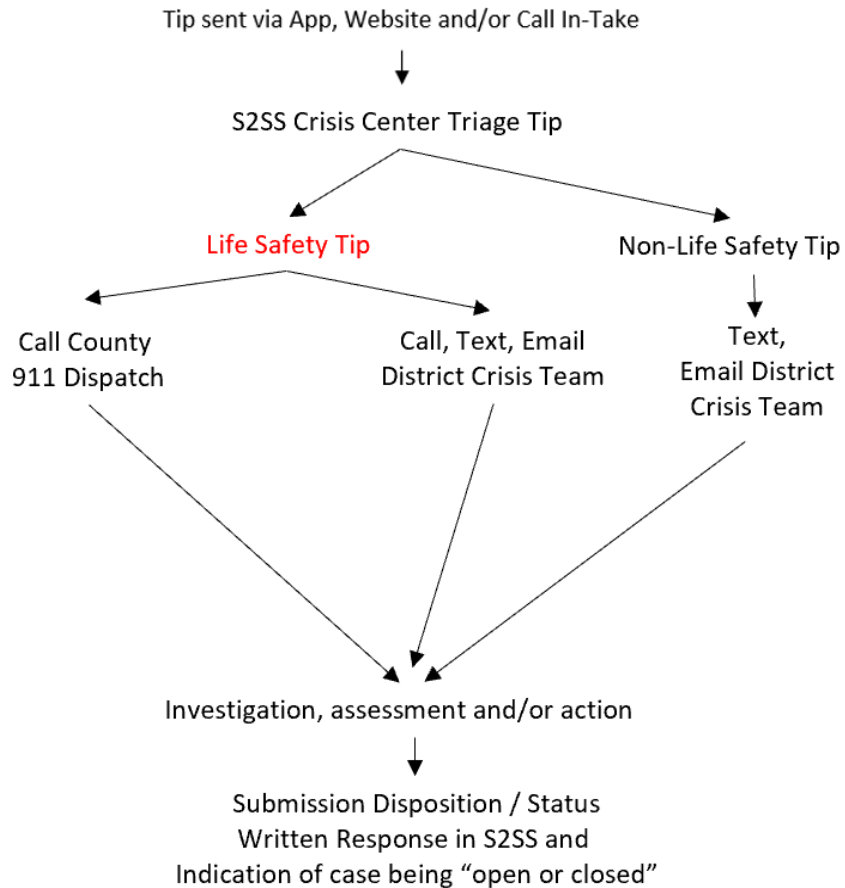 Tip sent via App, Website and/or Call In-Take
S2SS Crisis Center Triage Tip
Life Safety Tip
Non-Life Safety Tip
Call County
911 Dispatch
Call, Text, Email
District Crisis Team
Text,
Email District
Crisis Team
Investigation, assessment and/or action
Submission Disposition / Status
Written Response in S2SS and
Indication of case being “open or closed”